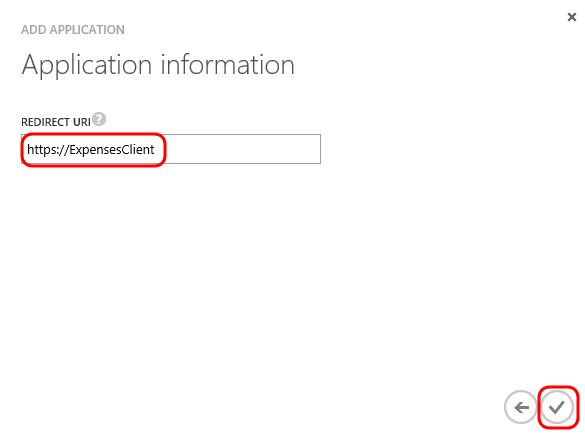 ADD APPLICATION
Application information
REDIRECT URI ?
https://ExpensesClient